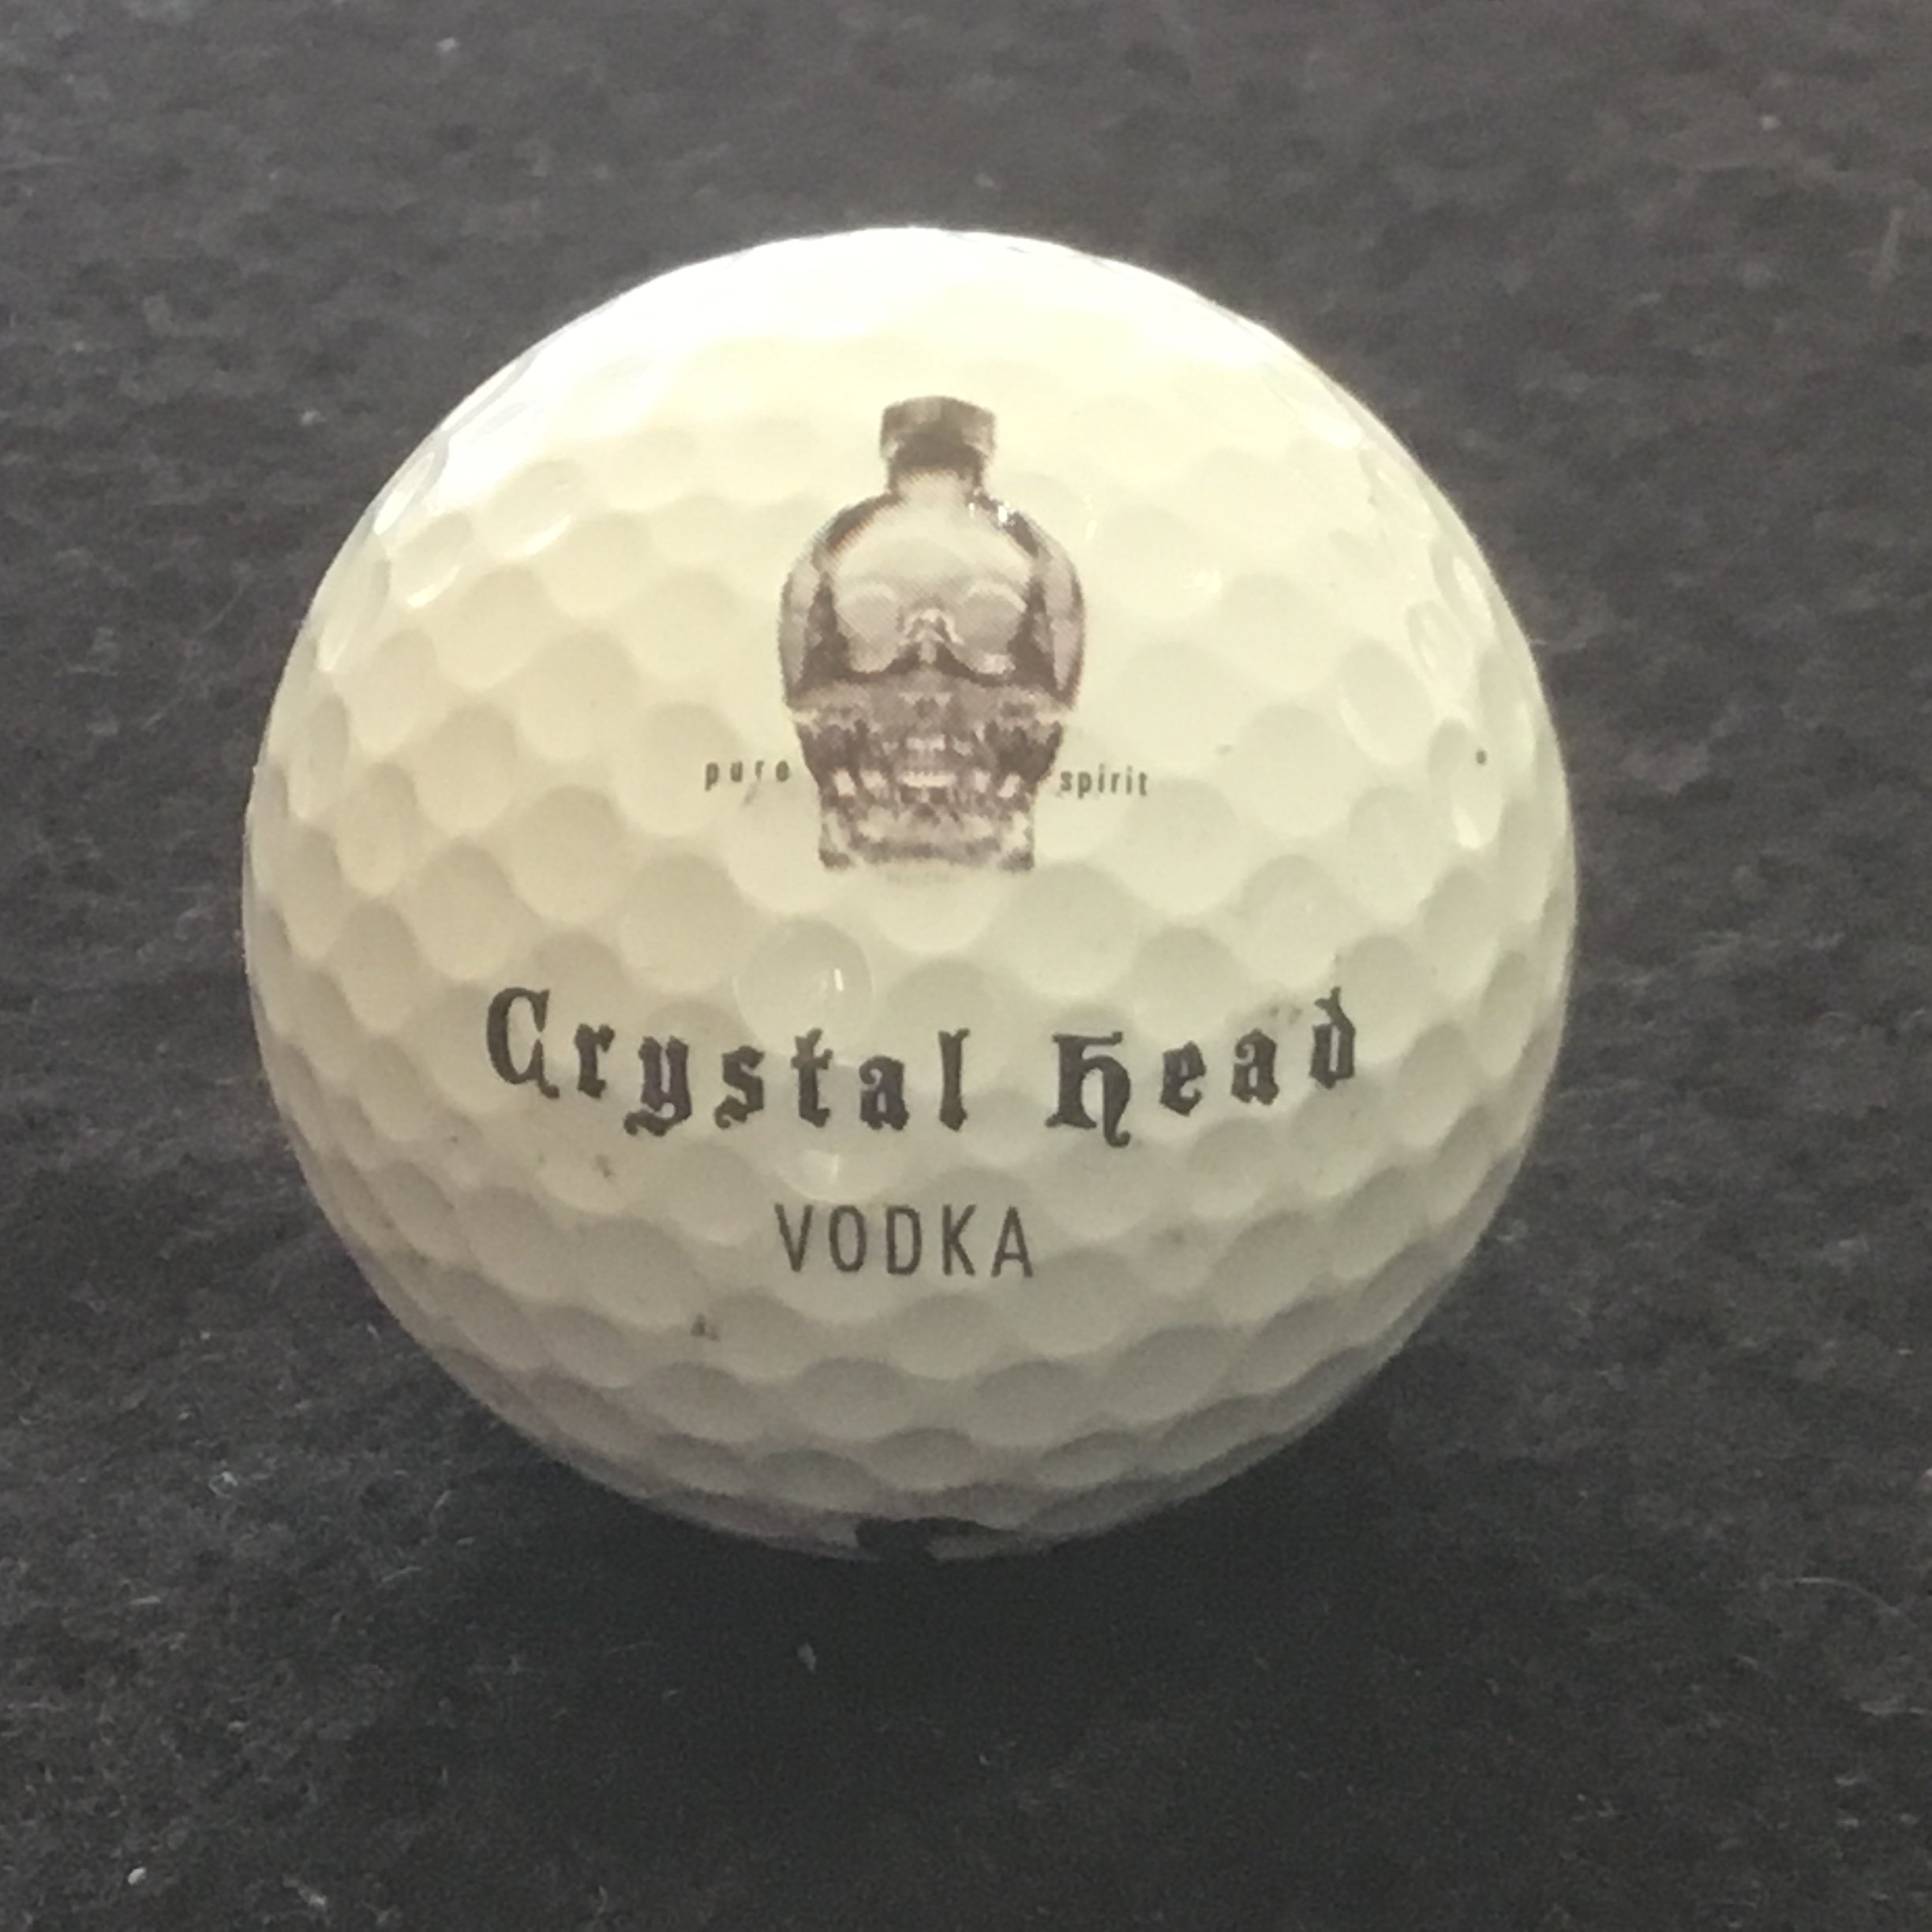 pure spirit
Crystal Head
VODKA